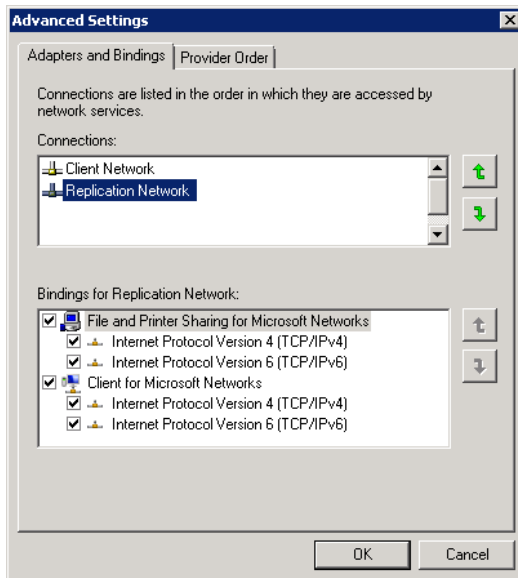 Advanced Settings
Adapters and Bindings
Provider Order
Connections are listed in the order in which they are accessed by
network services.
Connections:
Client Network
Replication Network
Bindings for Replication Network:
File and Printer Sharing for Microsoft Networks
Internet Protocol Version 4 (TCP/IPv4)
Internet Protocol Version 6 (TCP/IPv6)
Client for Microsoft Networks
Internet Protocol Version 4 (TCP/IPv4)
Internet Protocol Version 6 (TCP/IPv6)
OK
Cancel